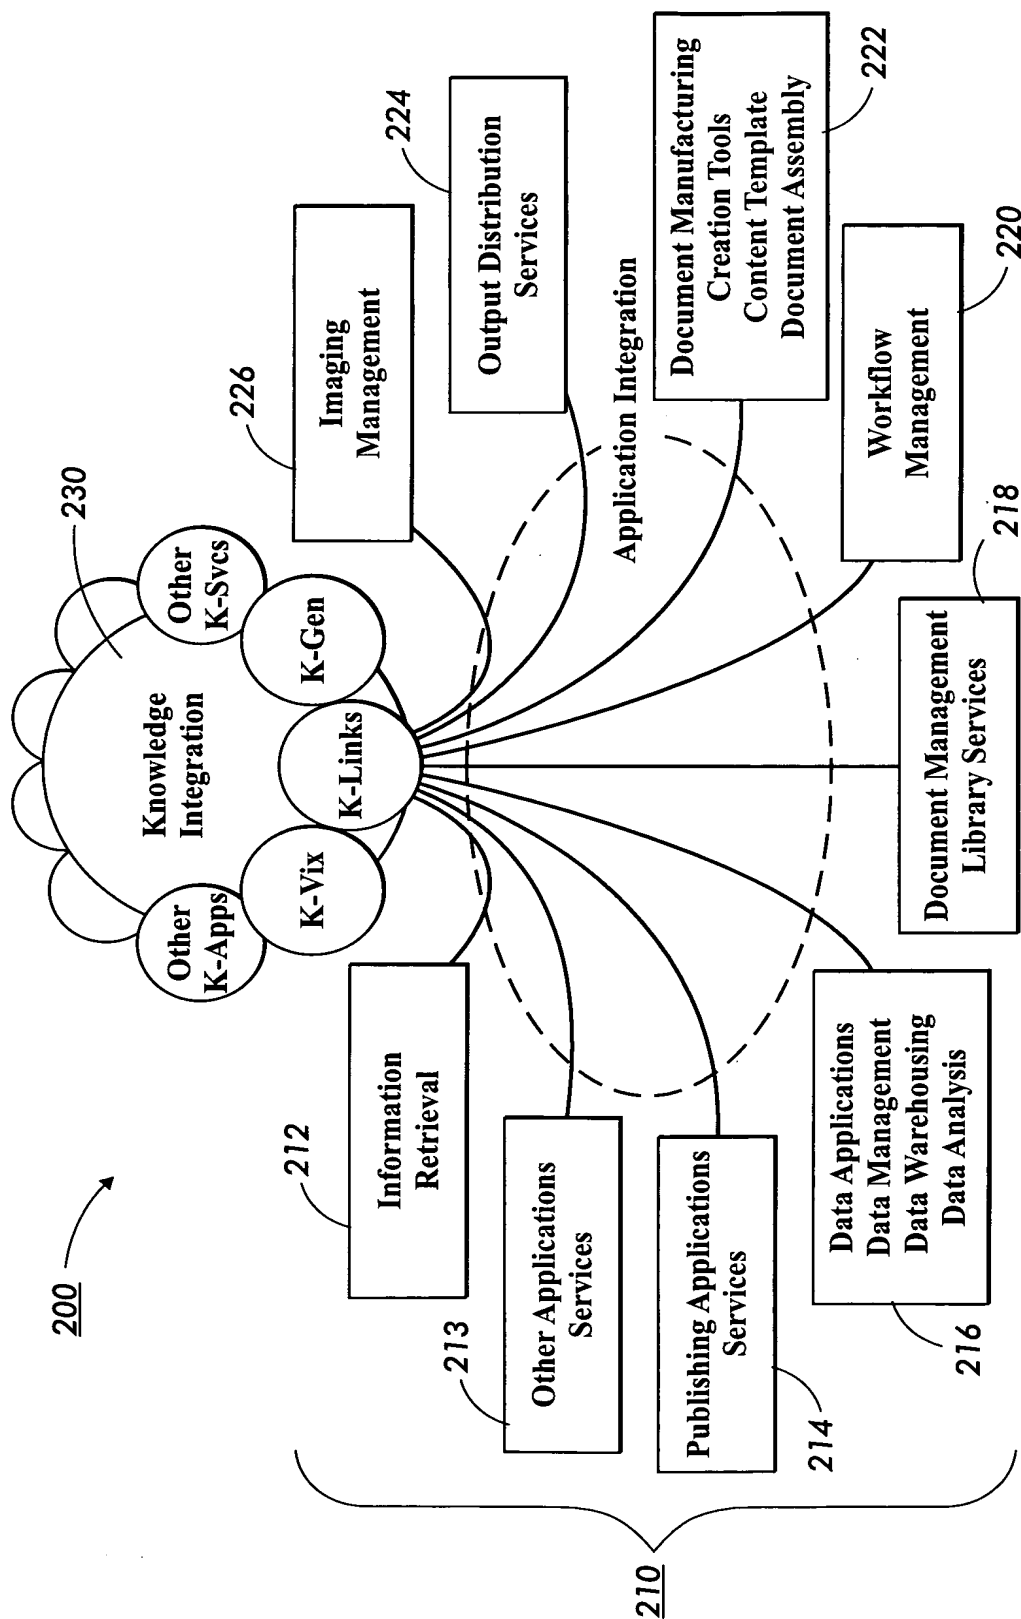 200
230
Knowledge
Integration
Other
K-Apps
K-Vix
K-Links
K-Gen
Other
K-Svcs
212
Information
Retrieval
226
Imaging
Management
213
Other Applications
Services
224
Output Distribution
Services
Application Integration
214
Publishing Applications
Services
222
Document Manufacturing
Creation Tools
Content Template
Document Assembly
216
Data Applications
Data Management
Data Warehousing
Data Analysis
220
Workflow
Management
218
Document Management
Library Services
210